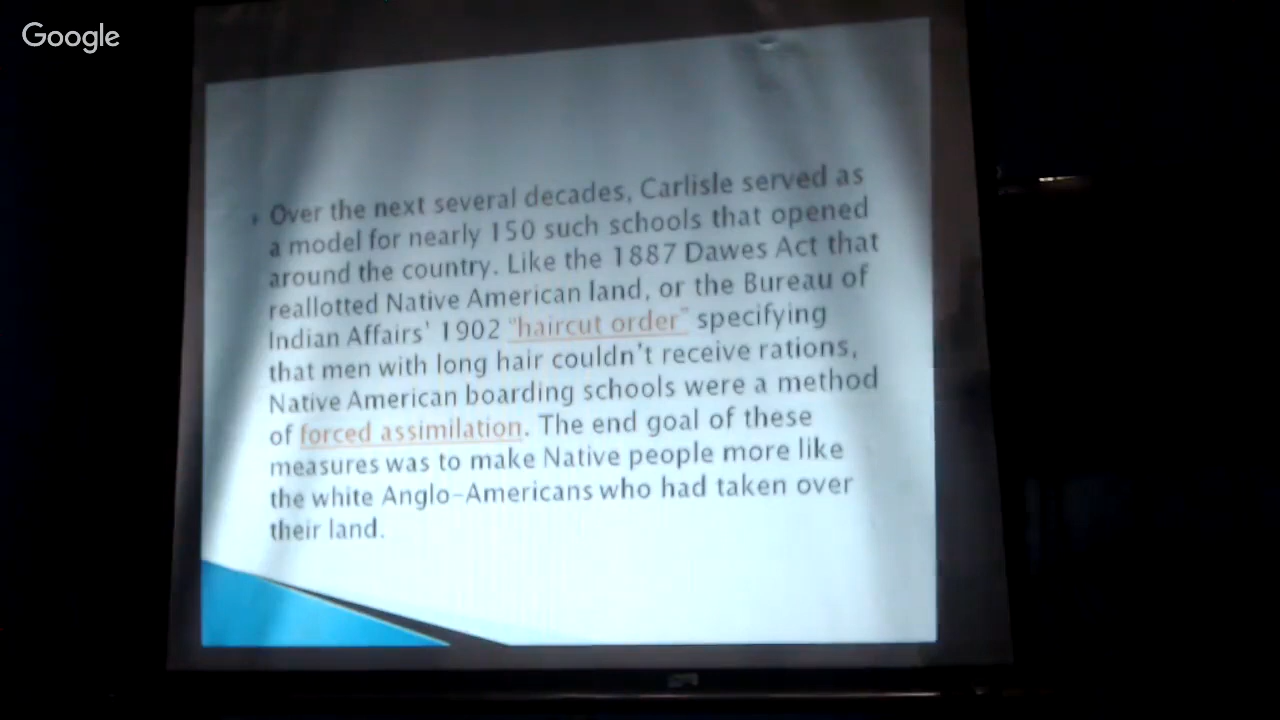 Google
Over the next several decades, Carlisle served as
a model for nearly 150 such schools that opened
around the country. Like the 1887 Dawes Act that
reallotted Native American land, or the Bureau of
Indian Affairs' 1902 "haircut order" specifying
that men with long hair couldn't receive rations,
Native American boarding schools were a method
of forced assimilation. The end goal of these
measures was to make Native people more like
the white Anglo-Americans who had taken over
their land.